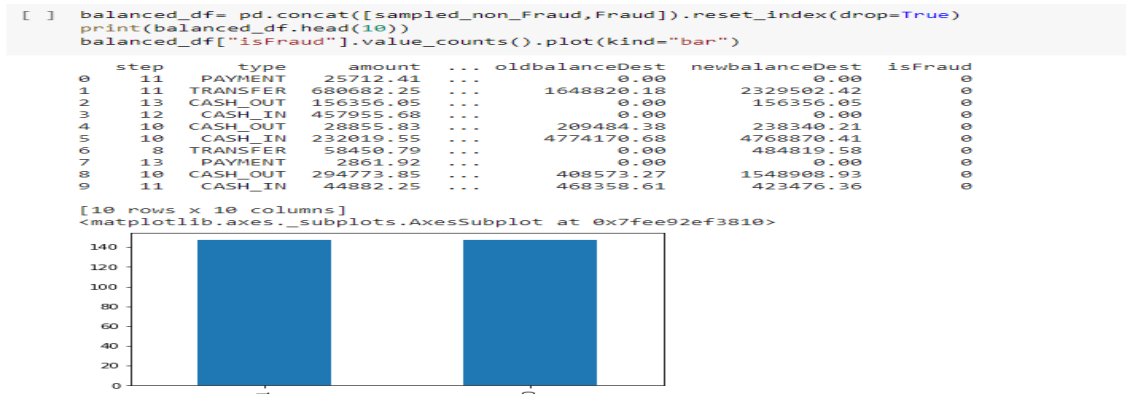 [ ] balanced_df= pd.concat([sampled_non_Fraud,Fraud]).reset_index(drop=True)
print(balanced_df.head(10))
balanced_df["isFraud"].value_counts().plot(kind="bar")
step type amount ... oldbalanceDest newbalanceDest isFraud
0 11 PAYMENT 25712.41 ... 0.00 0.00 0
1 11 TRANSFER 680682.25 ... 1648820.18 2329502.42 0
2 13 CASH_OUT 156356.05 ... 0.00 156356.05 0
3 12 CASH_IN 457955.68 ... 0.00 0.00 0
4 10 CASH_OUT 28855.83 ... 209484.38 238340.21 0
5 10 CASH_IN 232019.55 ... 4774170.68 4768870.41 0
6 8 TRANSFER 58450.79 ... 0.00 484819.58 0
7 13 PAYMENT 2861.92 ... 0.00 0.00 0
8 10 CASH_OUT 294773.85 ... 408573.27 1548908.93 0
9 11 CASH_IN 44882.25 ... 468358.61 423476.36 0
[10 rows x 10 columns]
<matplotlib.axes._subplots.AxesSubplot at 0x7fee92ef3810>
140
120
100
80
60
40
20
0